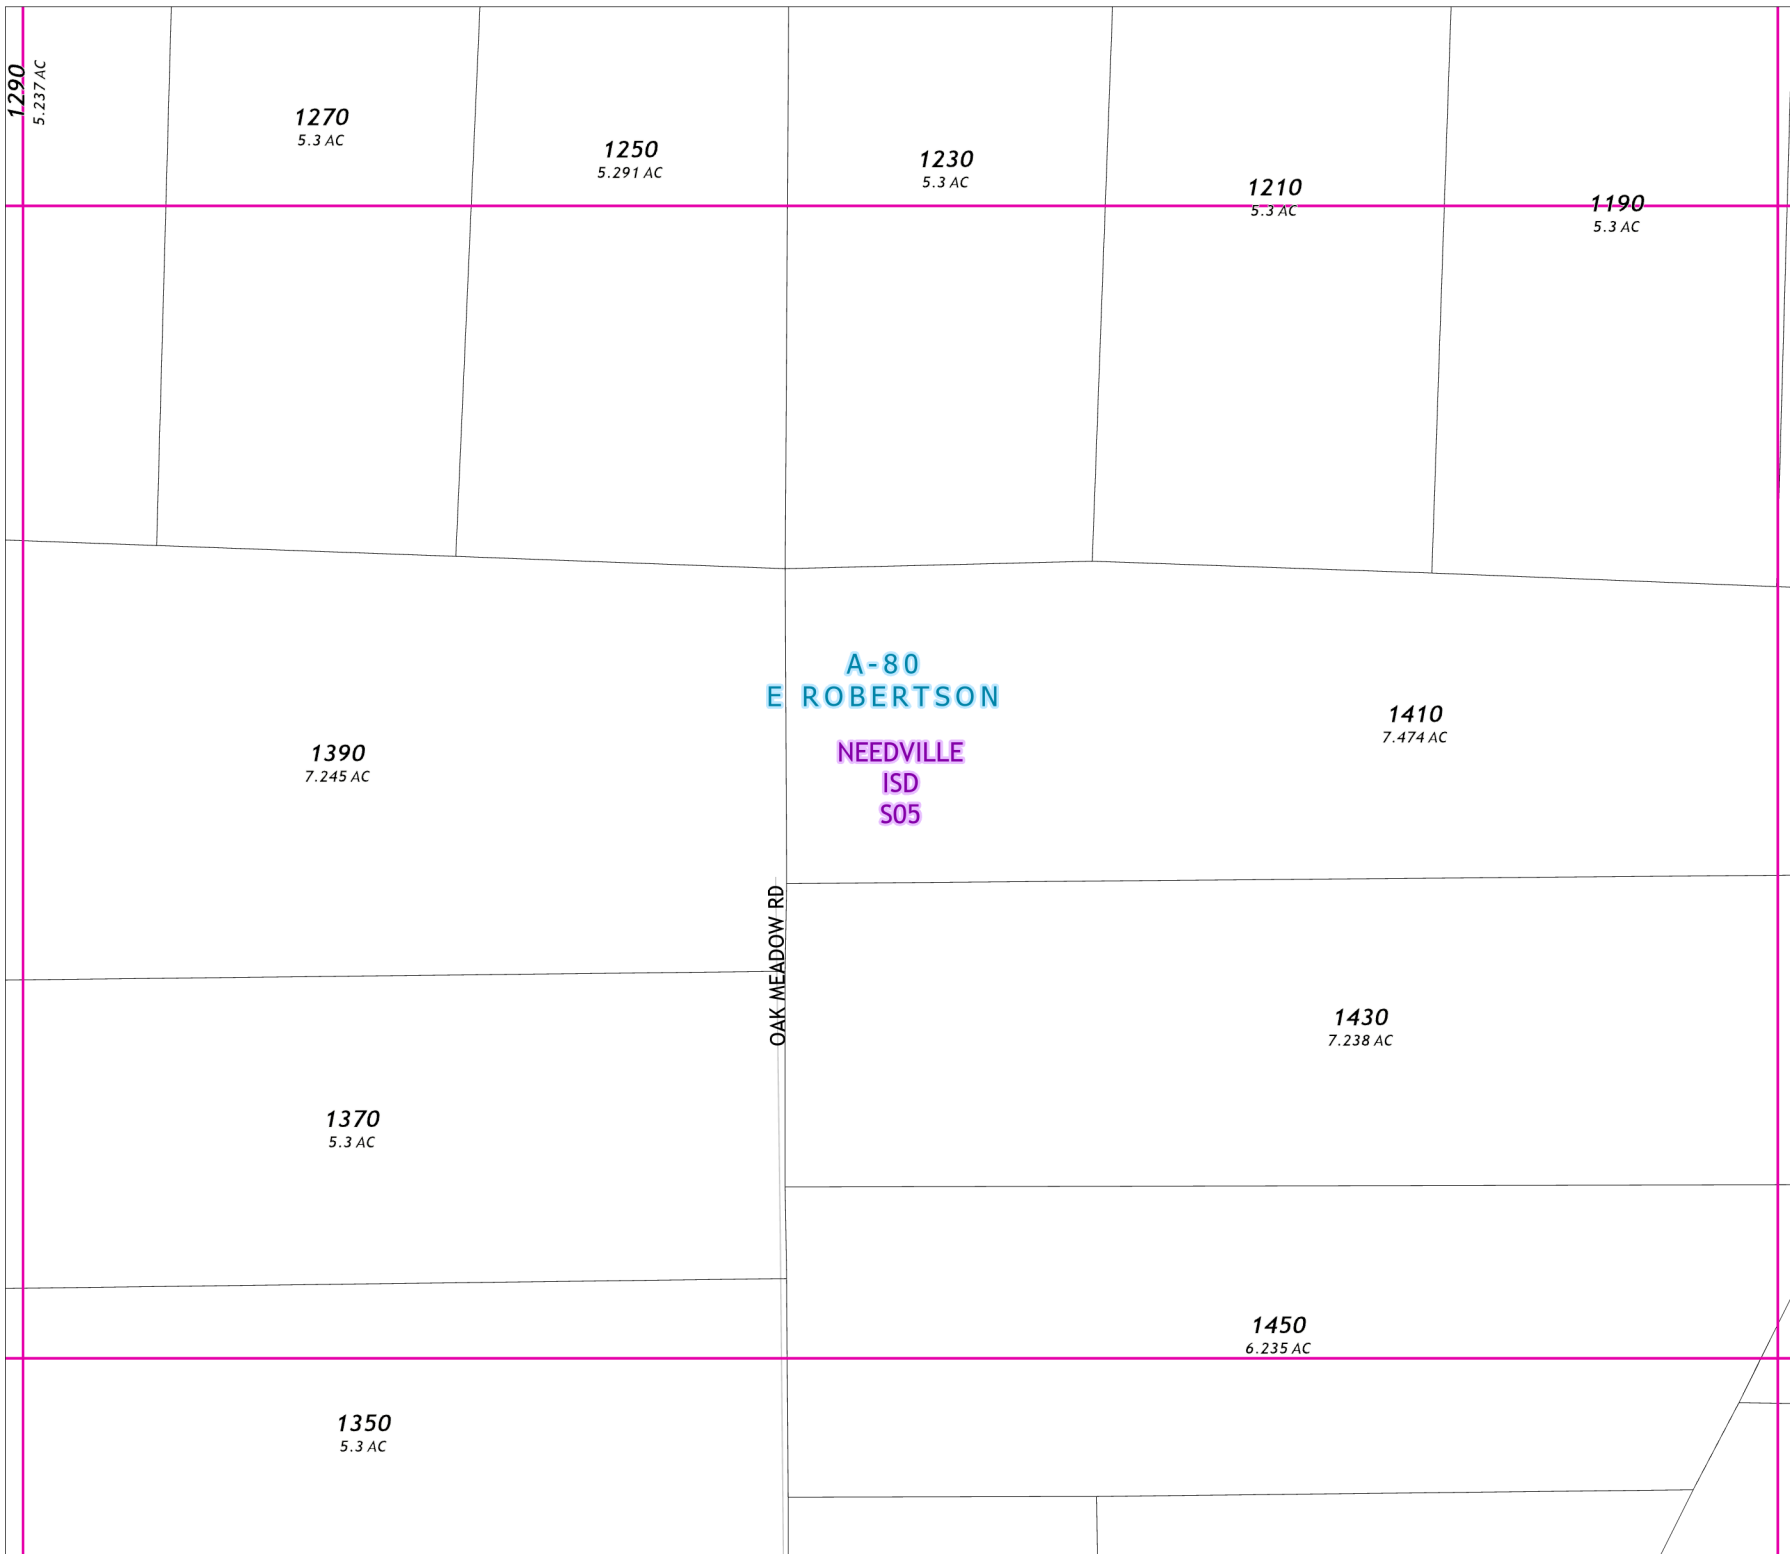 1290
5.237 AC
1270
5.3 AC
1250
5.291 AC
1230
5.3 AC
1210
5.3 AC
1190
5.3 AC
A-80
E ROBERTSON
NEEDVILLE
ISD
S05
1390
7.245 AC
1410
7.474 AC
OAK MEADOW RD
1430
7.238 AC
1370
5.3 AC
1450
6.235 AC
1350
5.3 AC